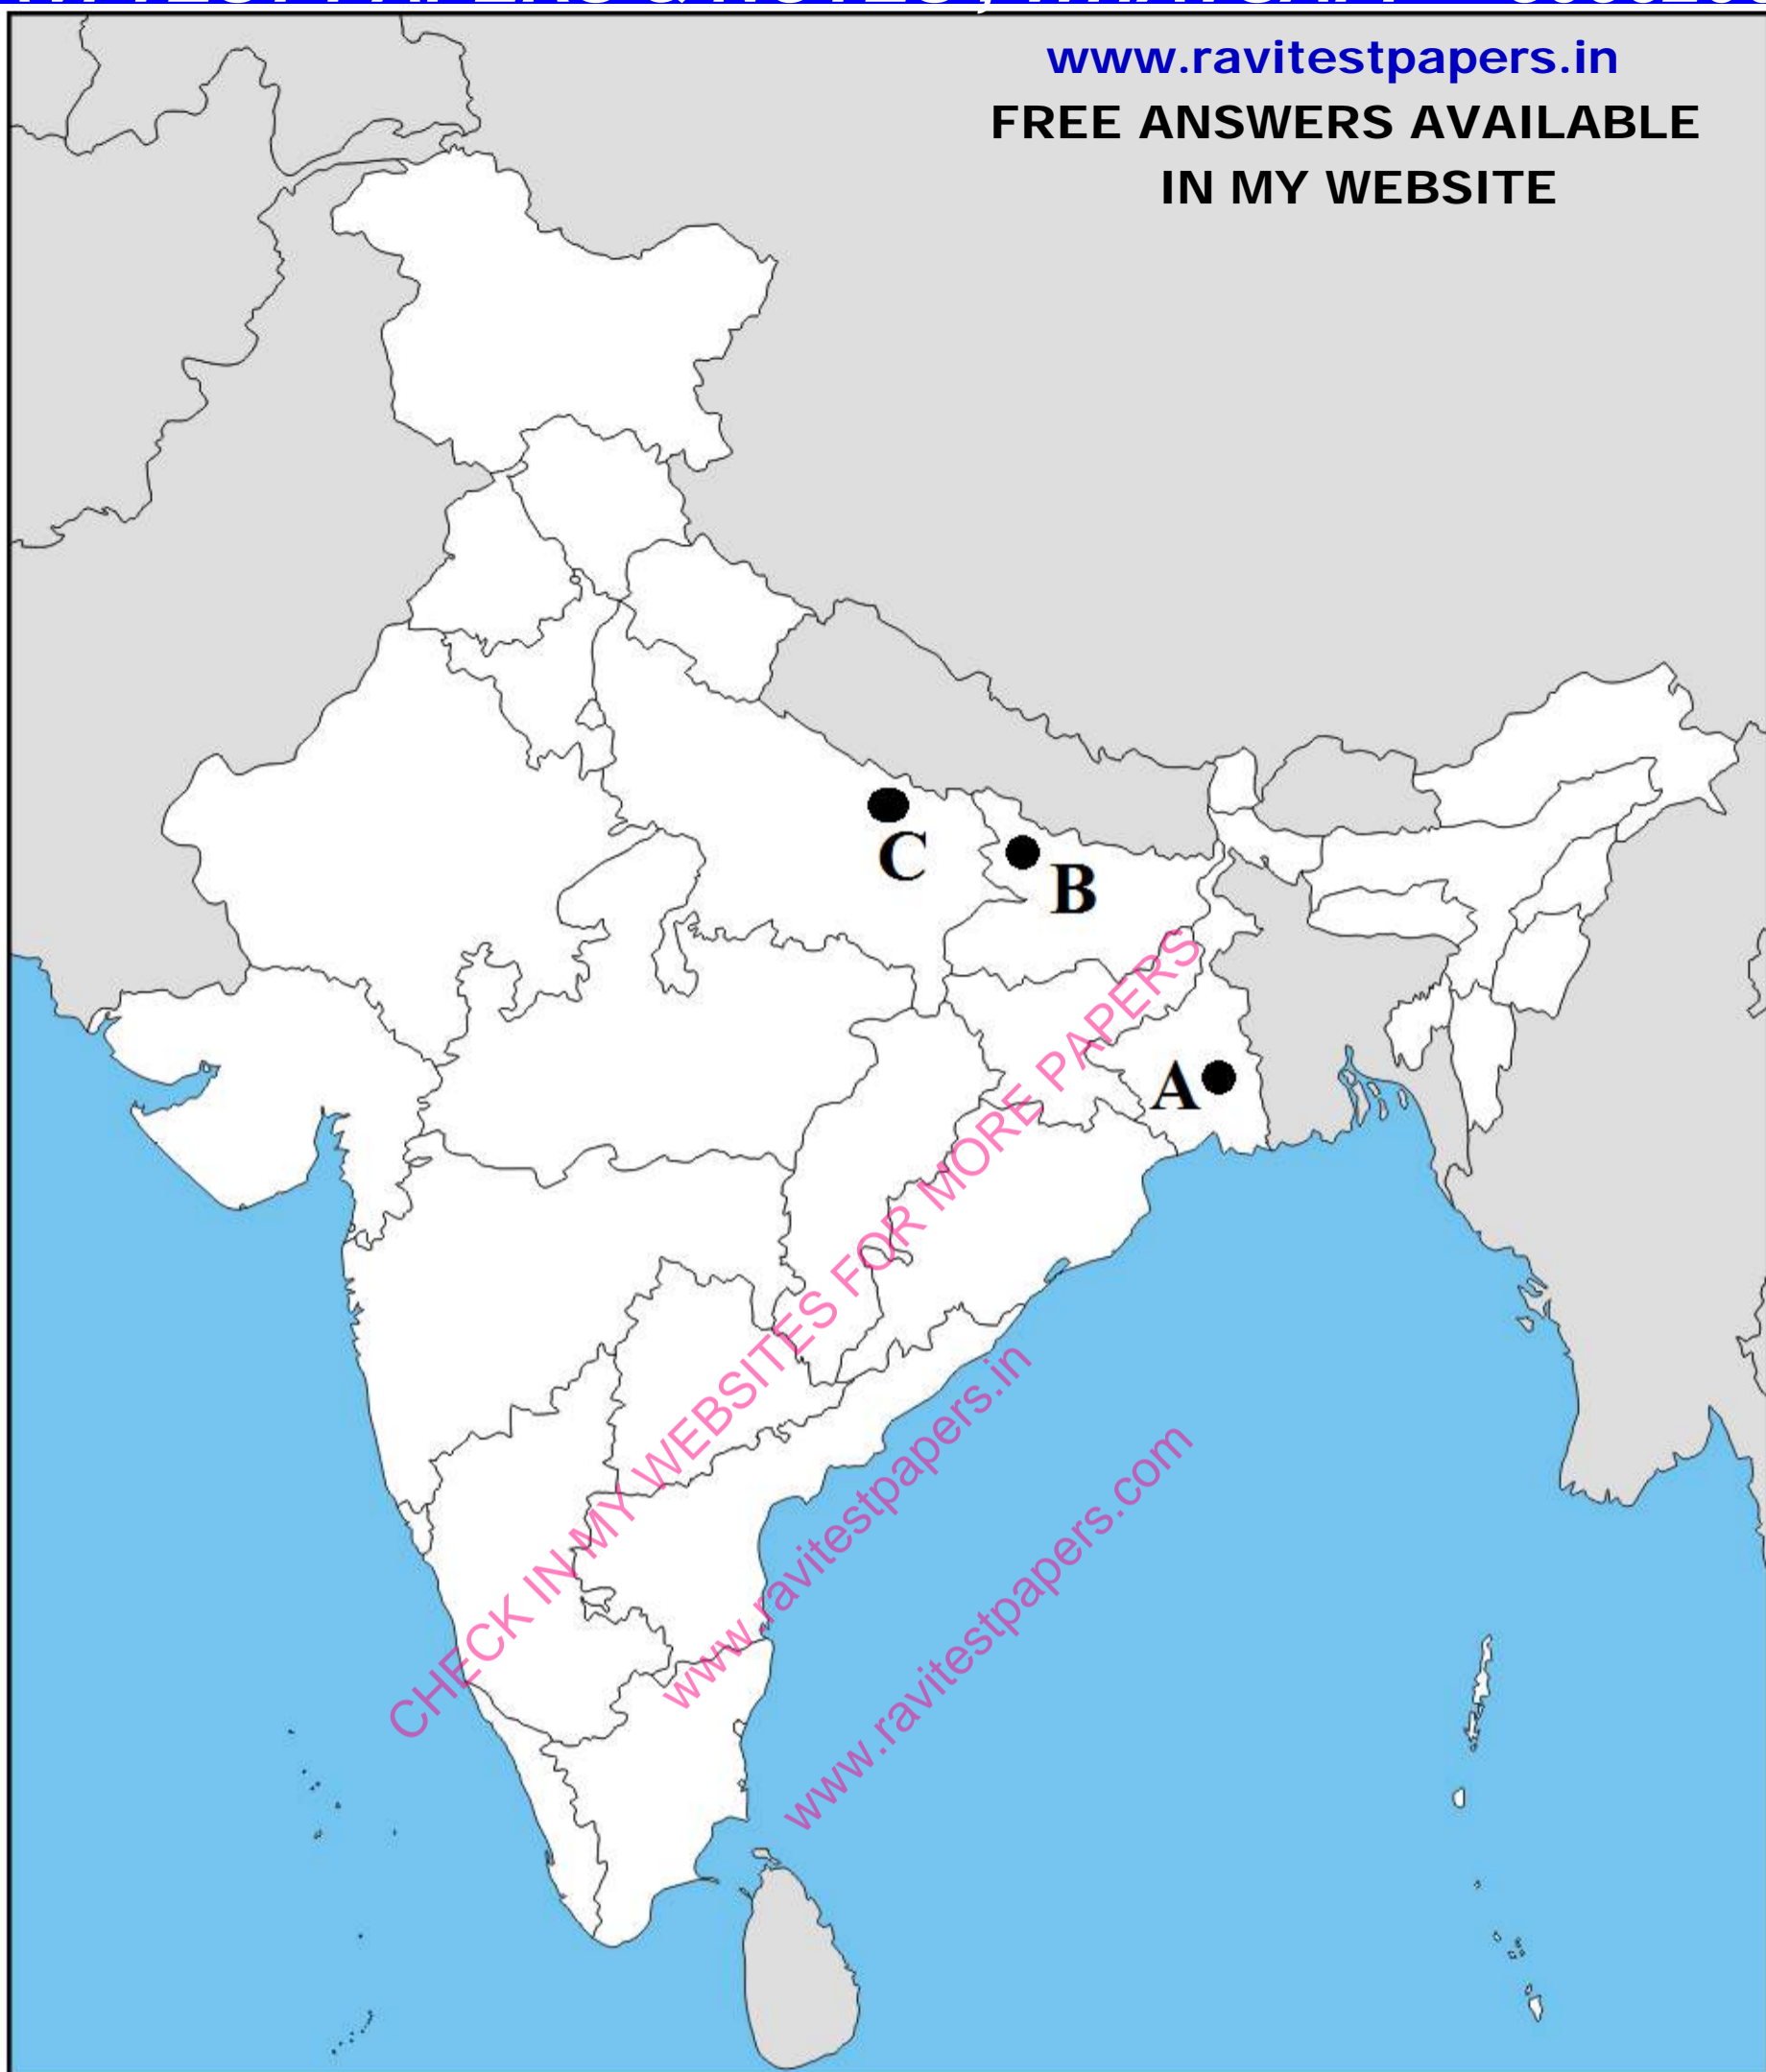 www.ravitestpapers.in
FREE ANSWERS AVAILABLE
IN MY WEBSITE
C
B
A
CHECK IN MY WEBSITES FOR MORE PAPERS
www.ravitestpapers.in
www.ravitestpapers.com